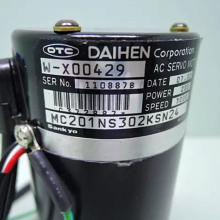 OTC DAIHEN Corporation
W-X00429 AC SERVO MO
SER No. 1108878 DATE
POWER
SPEED
MC201NS302KSN24
Sankyo